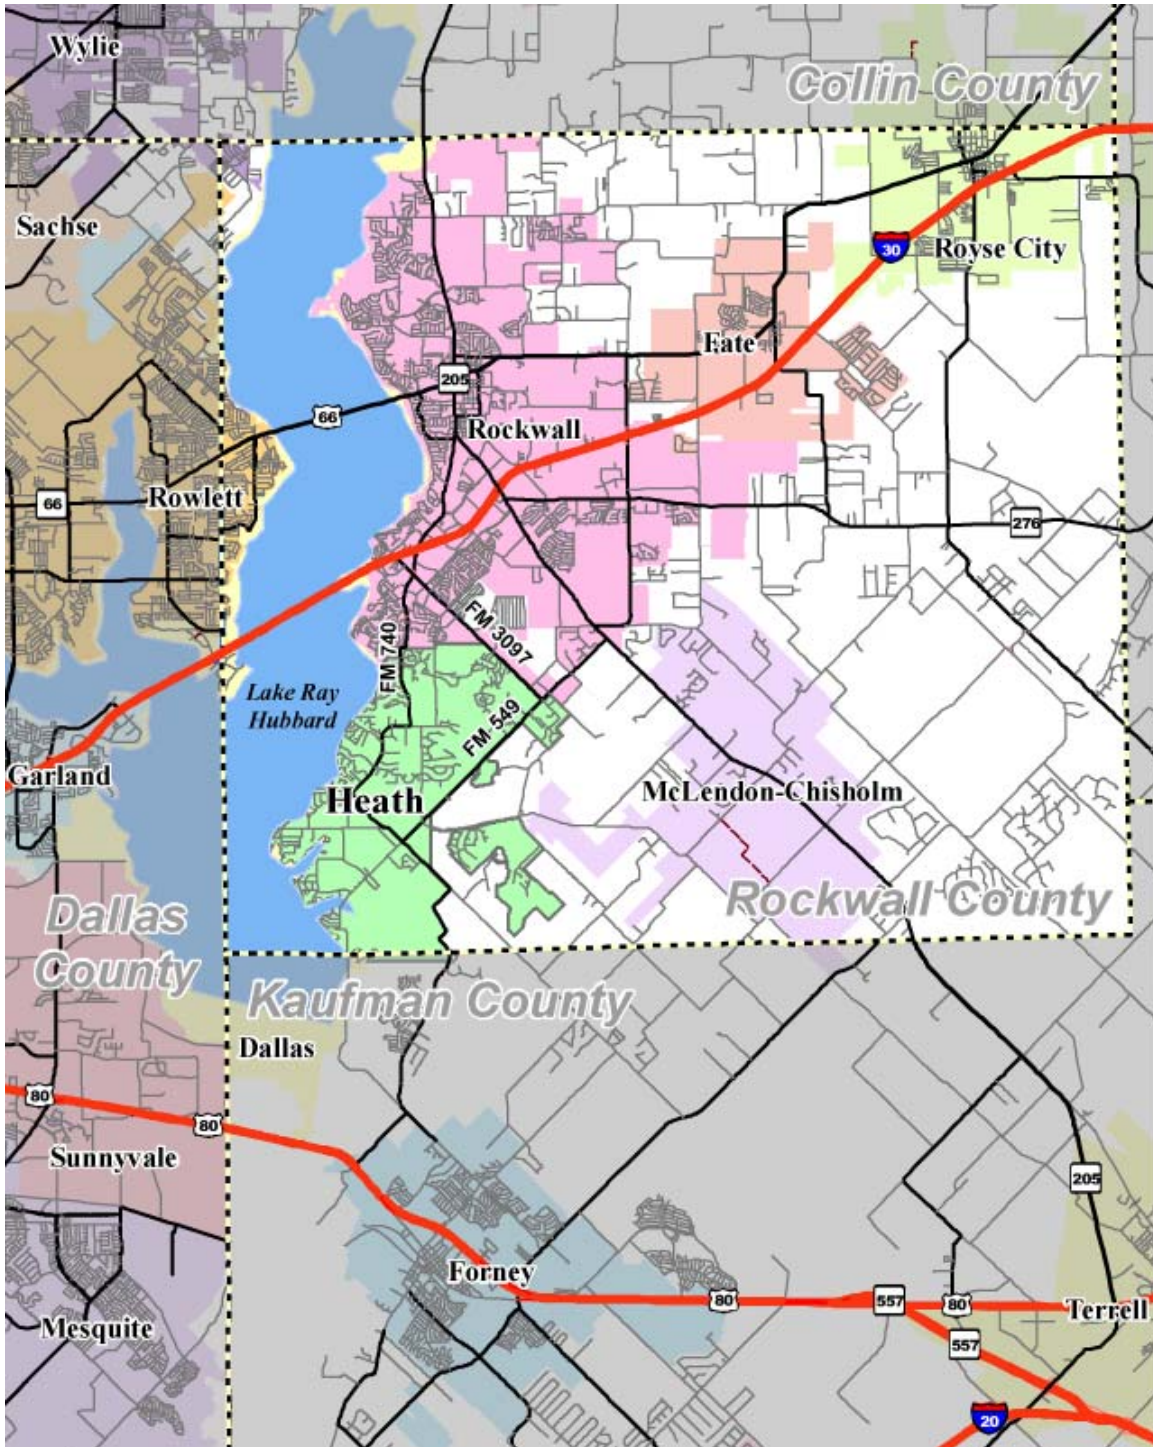 Wylie
Collin County
Sachse
30
Royse City
Fate
205
66
Rockwall
Rowlett
66
276
FM 3097
FM 740
Lake Ray
Hubbard
FM-549
Garland
Heath
McLendon-Chisholm
Rockwall County
Dallas
County
Kaufman County
Dallas
80
80
Sunnyvale
205
Forney
80
557
80
Terrell
Mesquite
557
20